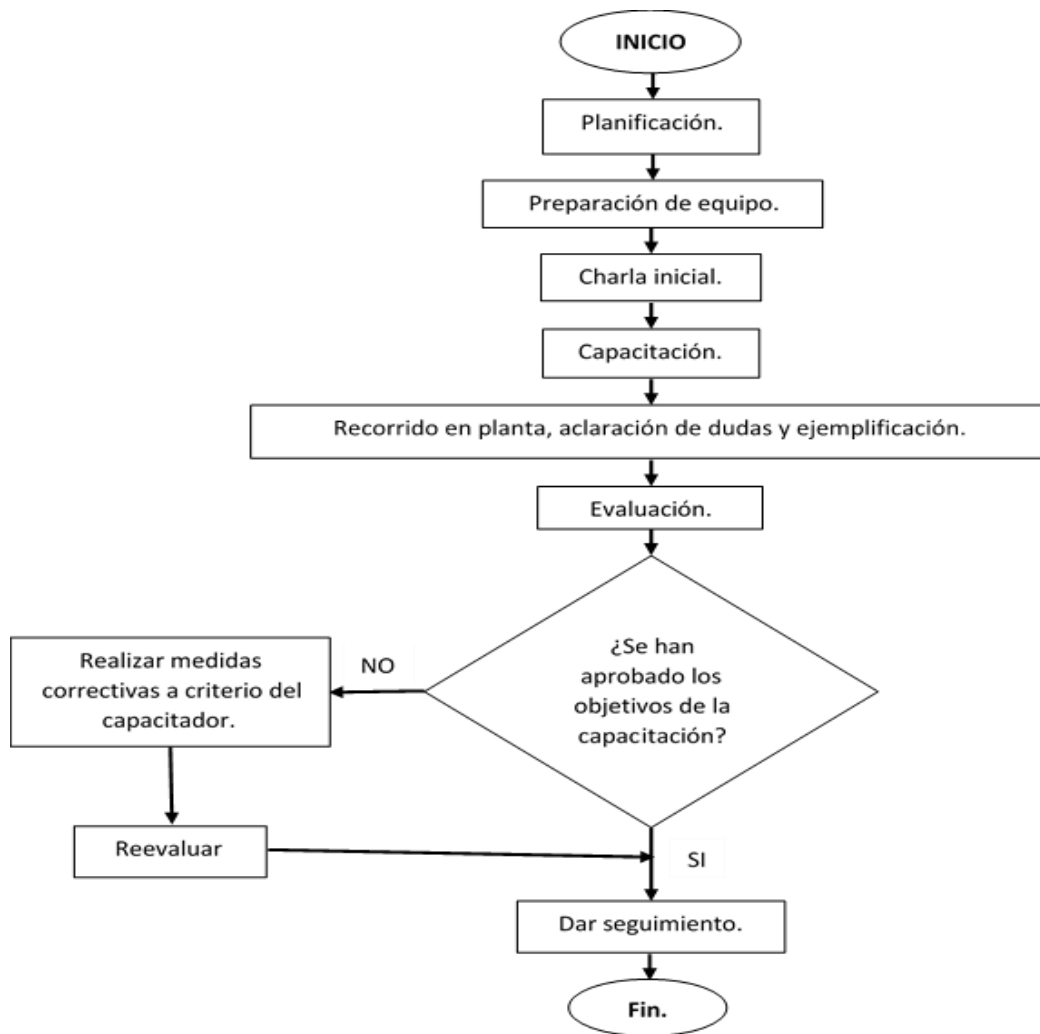 INICIO
Planificación.
Preparación de equipo.
Charla inicial.
Capacitación.
Recorrido en planta, aclaración de dudas y ejemplificación.
Evaluación.
¿Se han
aprobado los
objetivos de la
capacitación?
NO
Realizar medidas
correctivas a criterio del
capacitador.
Reevaluar
SI
Dar seguimiento.
Fin.